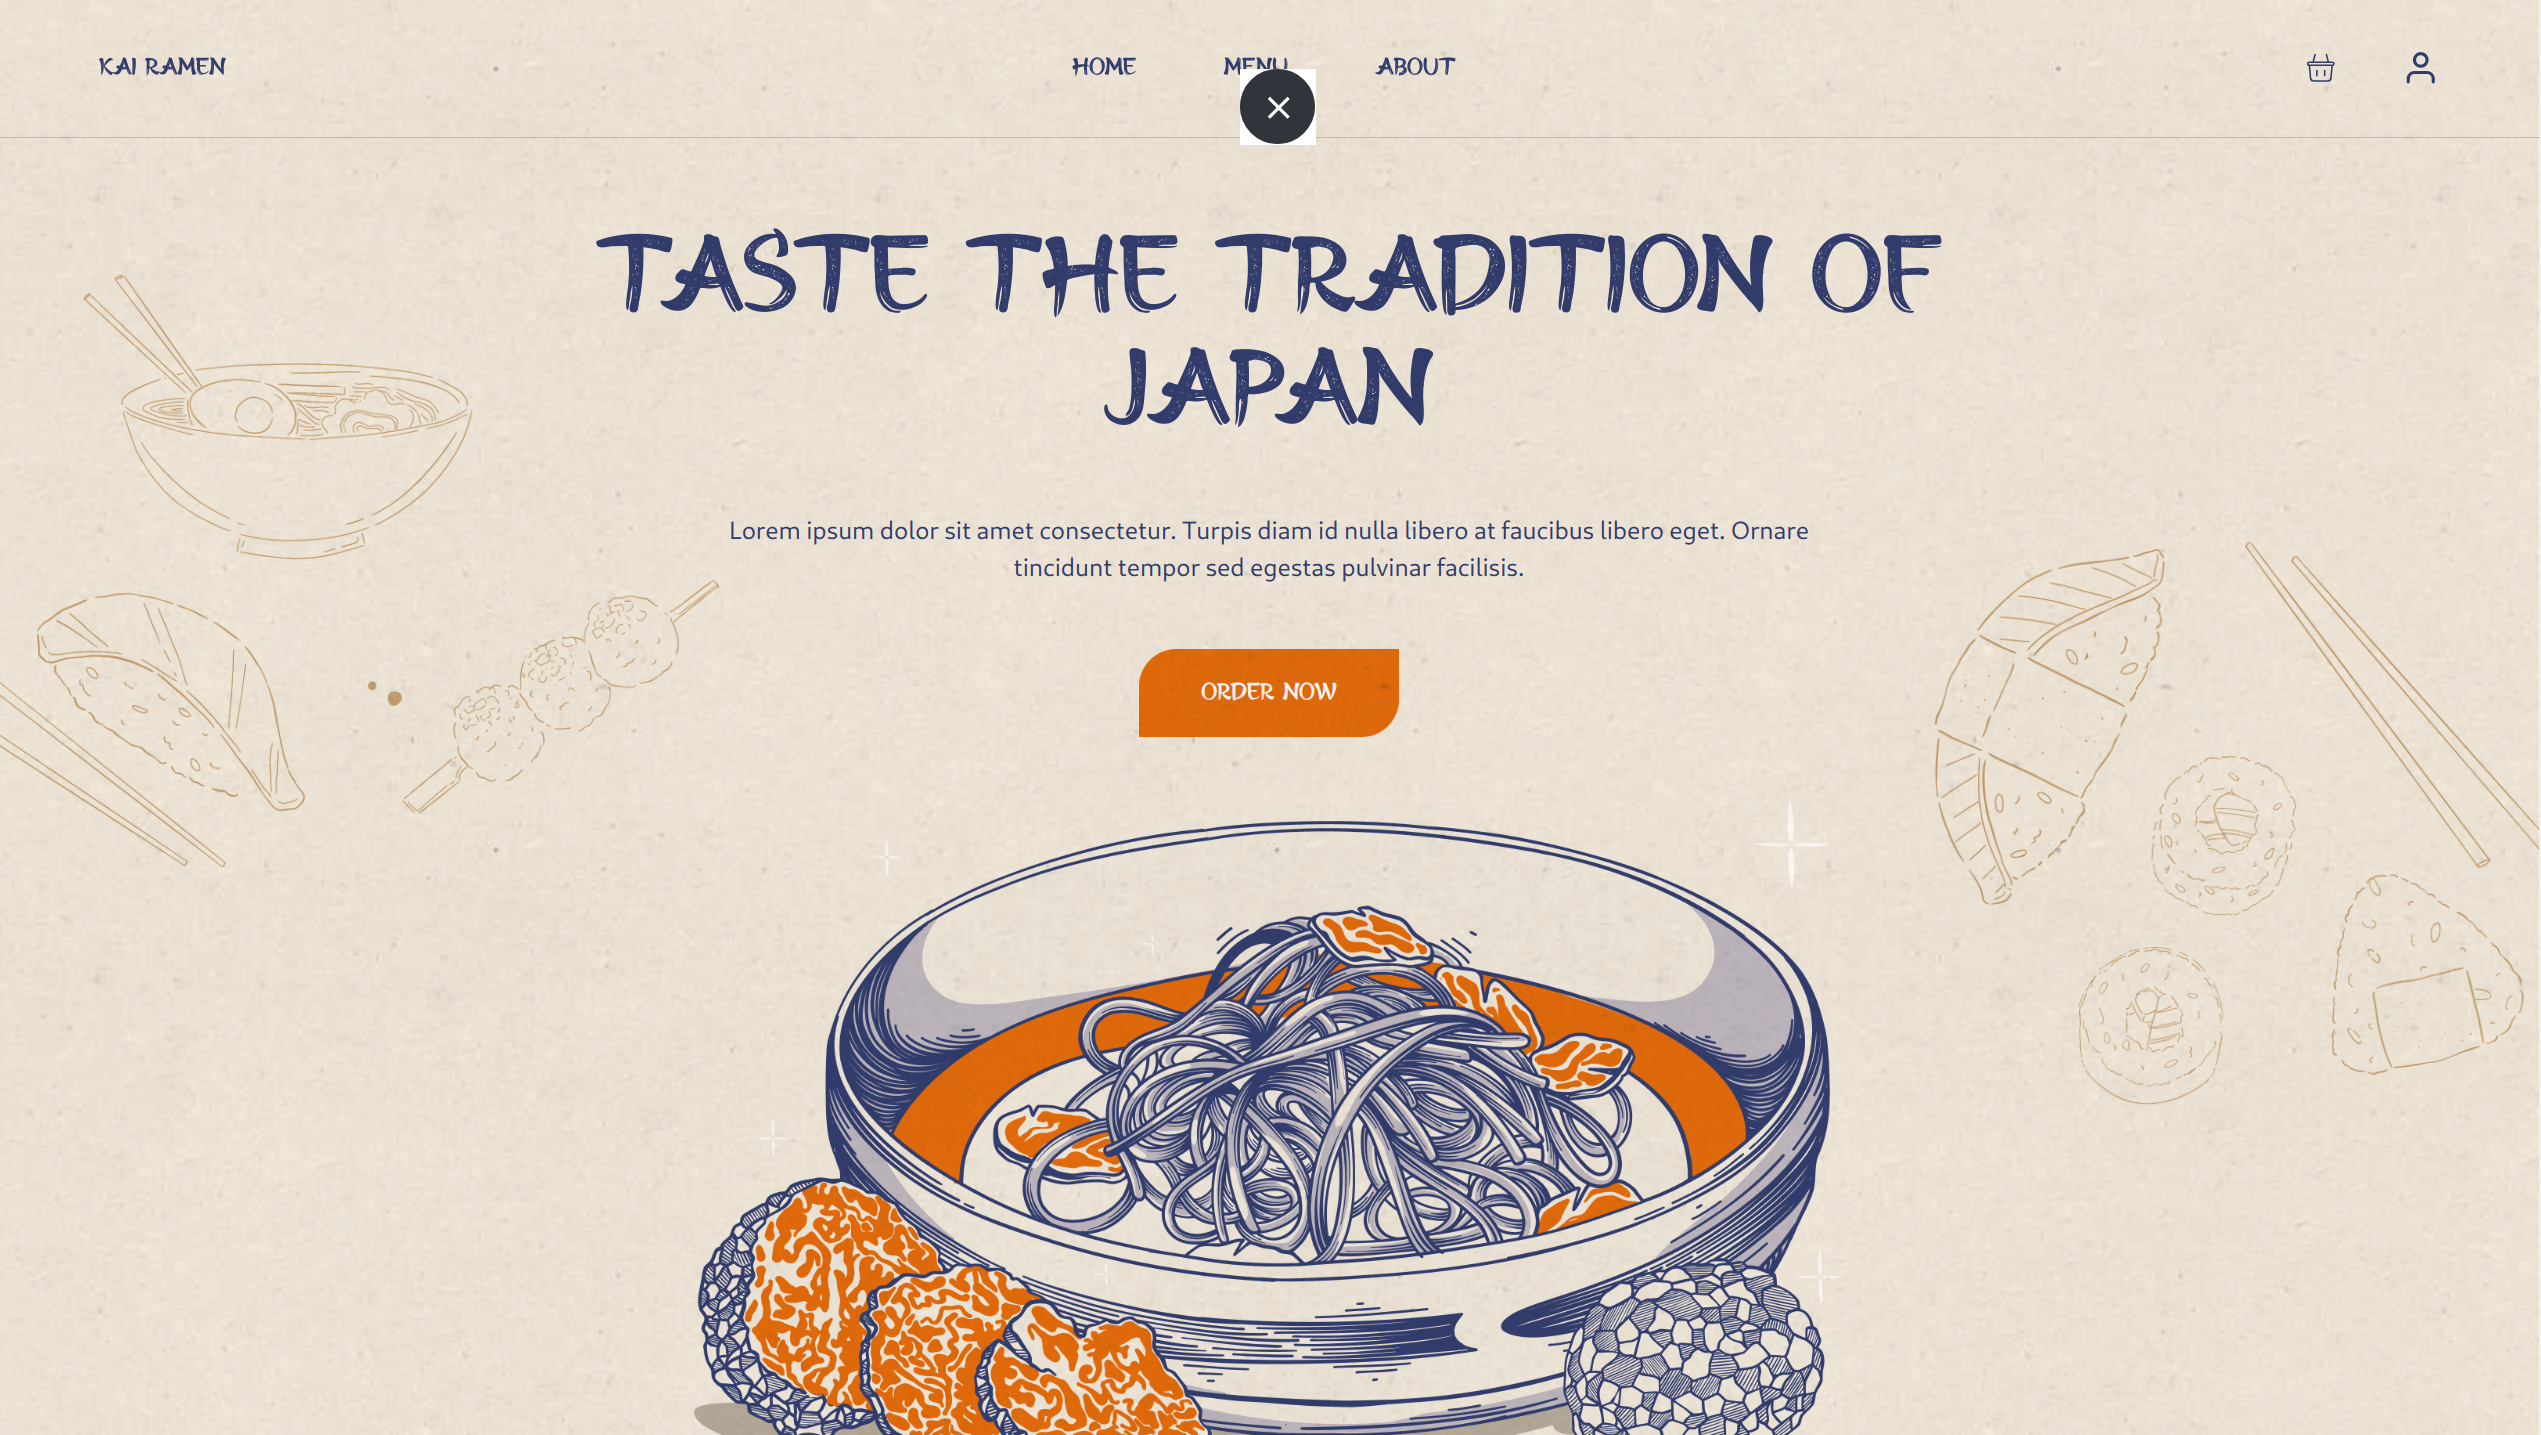 KAI RAMEN
HOME
MENU
ABOUT
TASTE THE TRADITION OF
JAPAN
Lorem ipsum dolor sit amet consectetur. Turpis diam id nulla libero at faucibus libero eget. Ornare
tincidunt tempor sed egestas pulvinar facilisis.
ORDER NOW